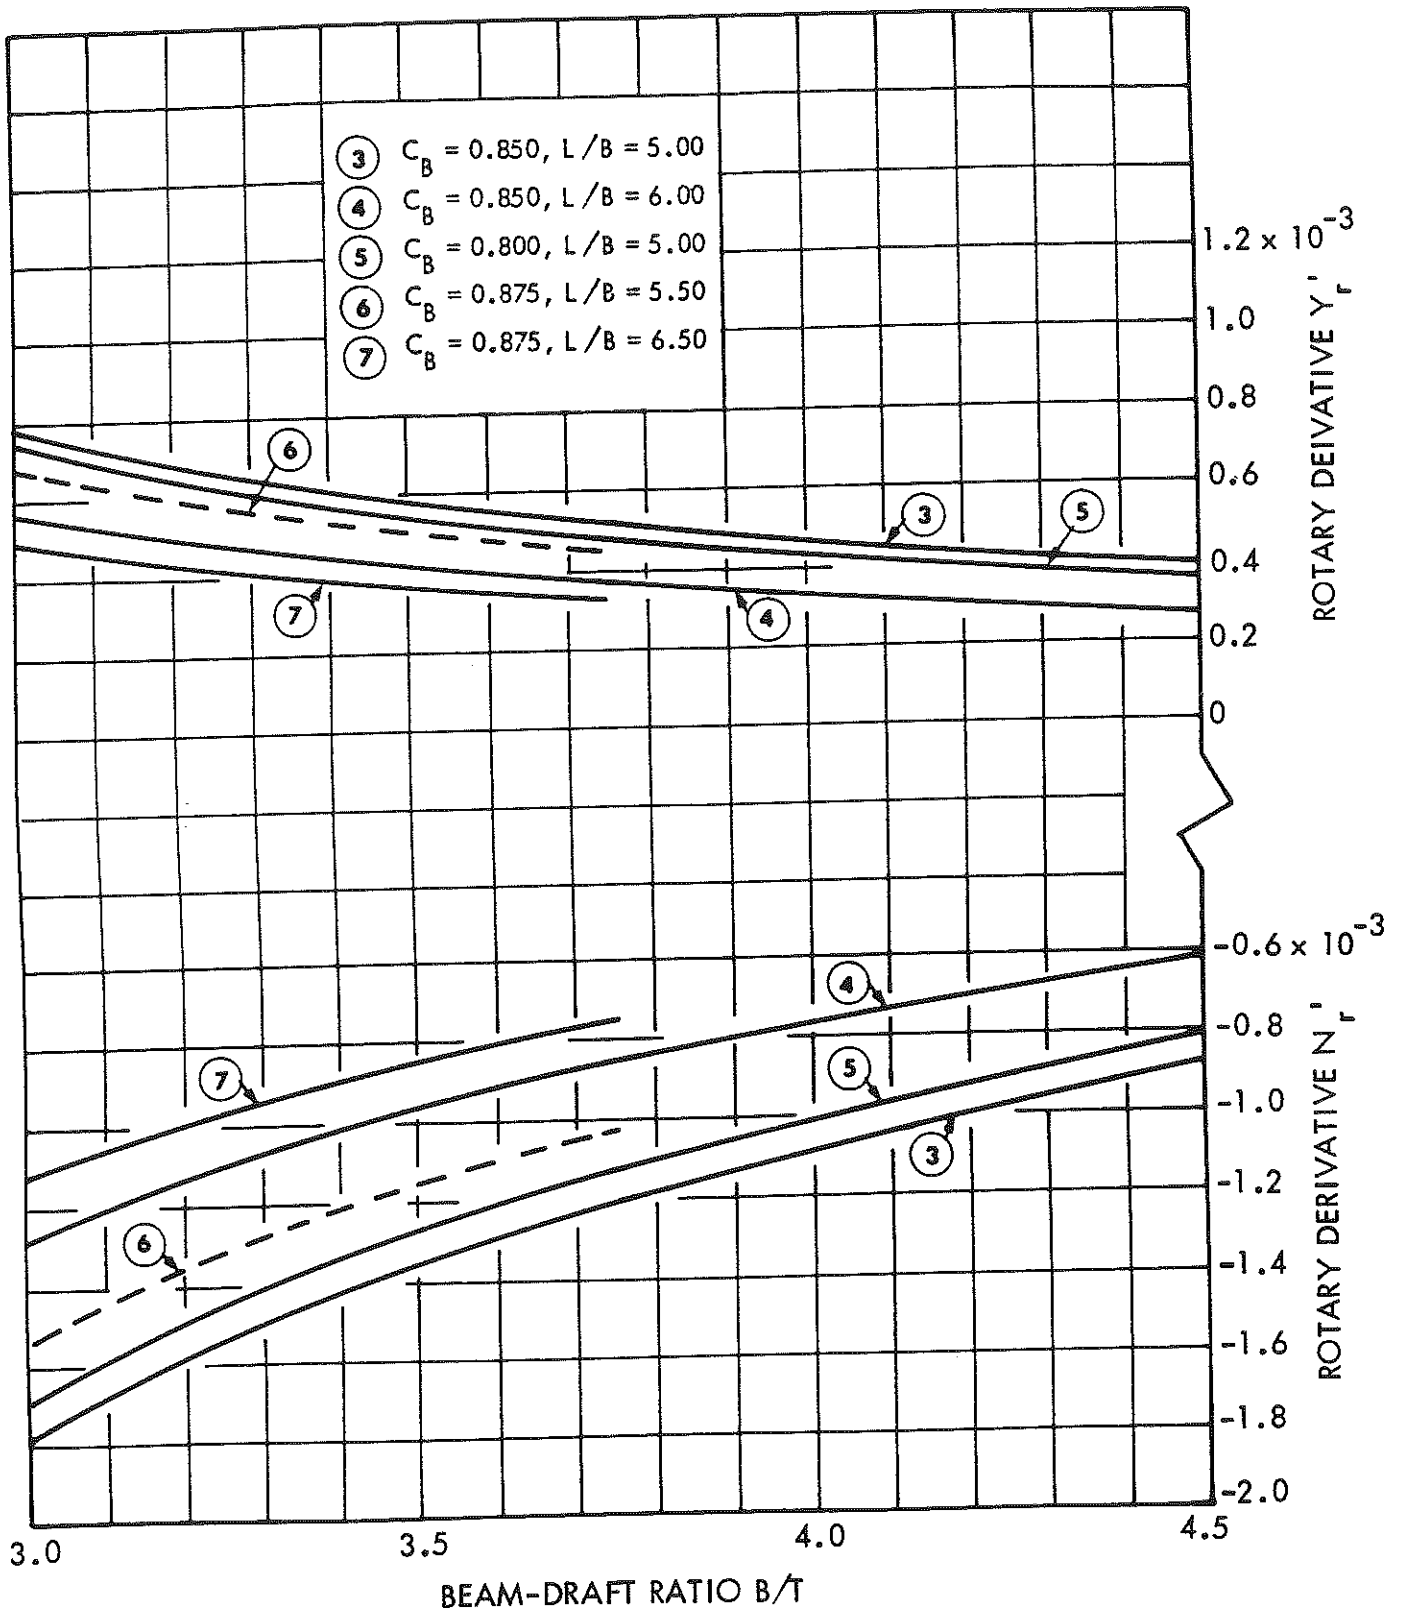 3 C_B = 0.850, L/B = 5.00
4 C_B = 0.850, L/B = 6.00
5 C_B = 0.800, L/B = 5.00
6 C_B = 0.875, L/B = 5.50
7 C_B = 0.875, L/B = 6.50
1.2 × 10⁻³
1.0
0.8
0.6
0.4
0.2
0
ROTARY DEIVATIVE Y_r'
6
3
5
7
4
-0.6 × 10⁻³
-0.8
-1.0
-1.2
-1.4
-1.6
-1.8
-2.0
ROTARY DERIVATIVE N_r'
4
7
5
3
6
3.0 3.5 4.0 4.5
BEAM-DRAFT RATIO B/T